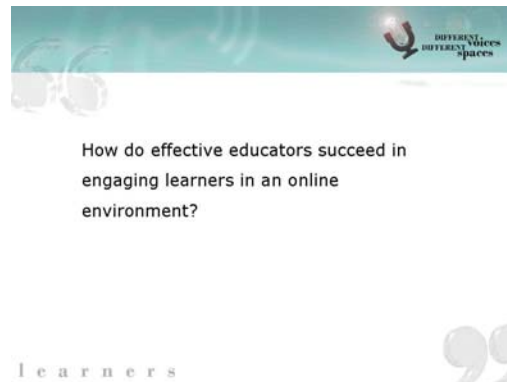 DIFFERENT voices
DIFFERENT spaces
How do effective educators succeed in
engaging learners in an online
environment?
learners